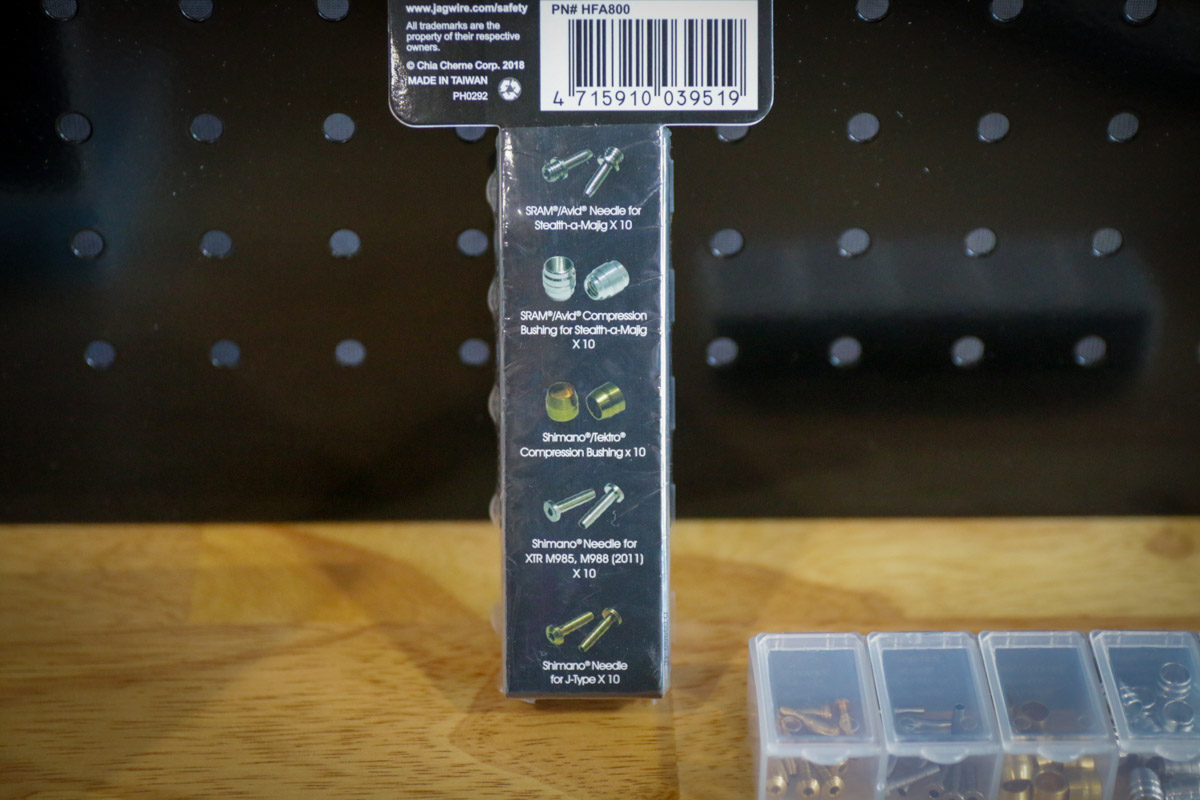 www.jagwire.com/safety
All trademarks are the
property of their respective
owners.
© Chia Cherne Corp. 2018
MADE IN TAIWAN
PH0292
PN# HFA800
4 715910 039519
SRAM®/Avid® Needle for
Stealth-a-Majig X 10
SRAM®/Avid® Compression
Bushing for Stealth-a-Majig
X 10
Shimano®/Tektro®
Compression Bushing x 10
Shimano® Needle for
XTR M985, M988 (2011)
X 10
Shimano® Needle
for J-Type X 10